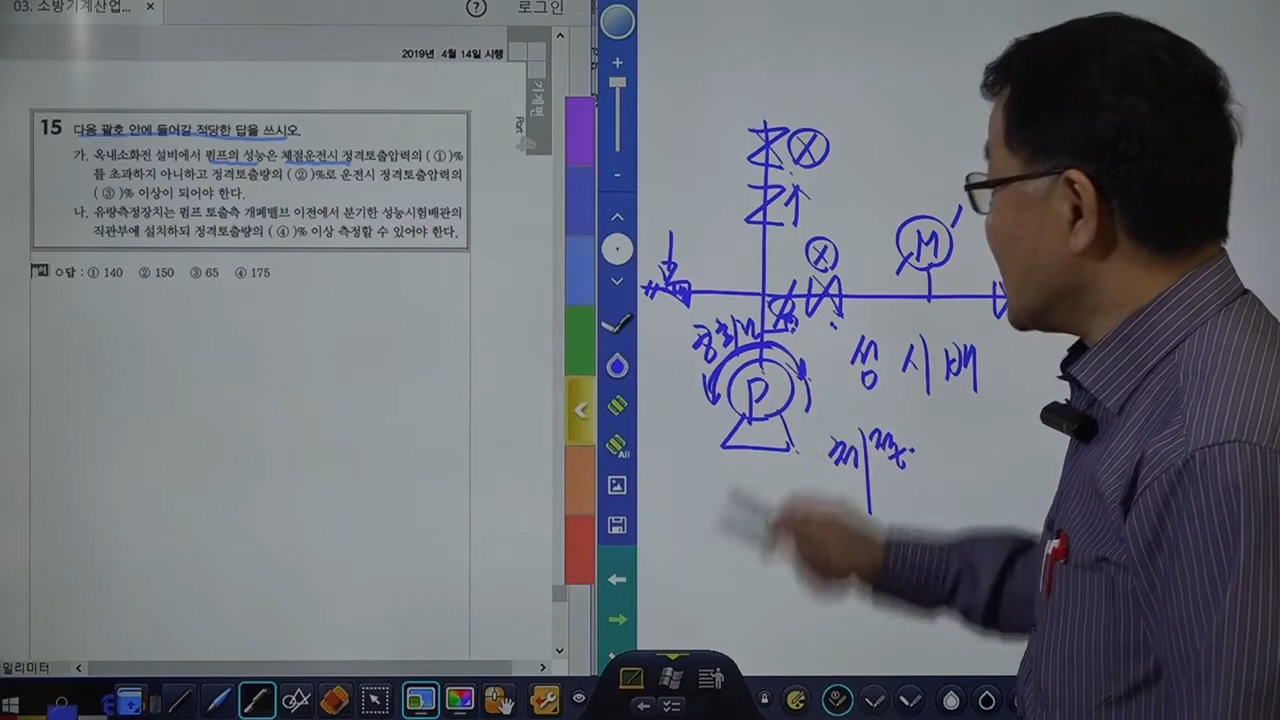 03. 소방기계산업...
로그인
2019년 4월 14일 시행
기계편
Part
15 다음 괄호 안에 들어갈 적당한 답을 쓰시오.
가. 옥내소화전 설비에서 펌프의 성능은 체절운전시 정격토출압력의 ( ① )%
를 초과하지 아니하고 정격토출량의 ( ② )%로 운전시 정격토출압력의
( ③ )% 이상이 되어야 한다.
나. 유량측정장치는 펌프 토출측 개폐밸브 이전에서 분기한 성능시험배관의
직관부에 설치하되 정격토출량의 ( ④ )% 이상 측정할 수 있어야 한다.
○답 : ① 140 ② 150 ③ 65 ④ 175
M
P
성 시 배
All
밀리미터